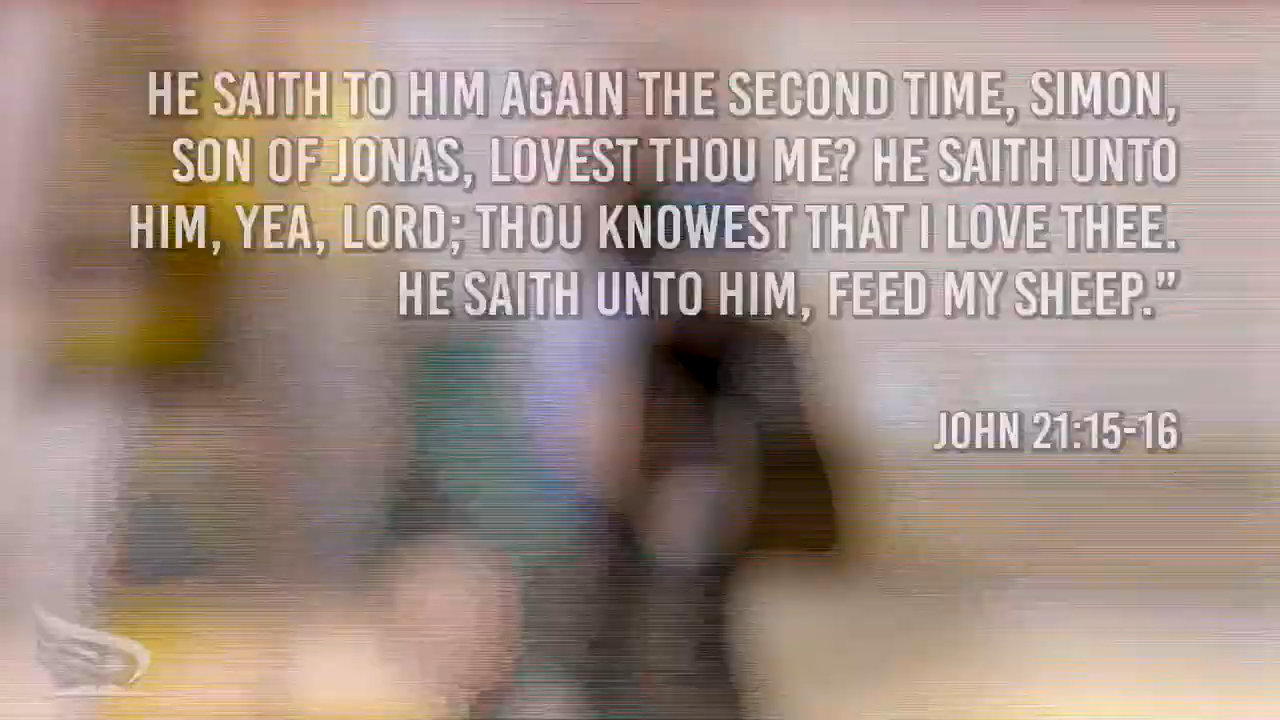 HE SAITH TO HIM AGAIN THE SECOND TIME, SIMON,
SON OF JONAS, LOVEST THOU ME? HE SAITH UNTO
HIM, YEA, LORD; THOU KNOWEST THAT I LOVE THEE.
HE SAITH UNTO HIM, FEED MY SHEEP.”
JOHN 21:15-16